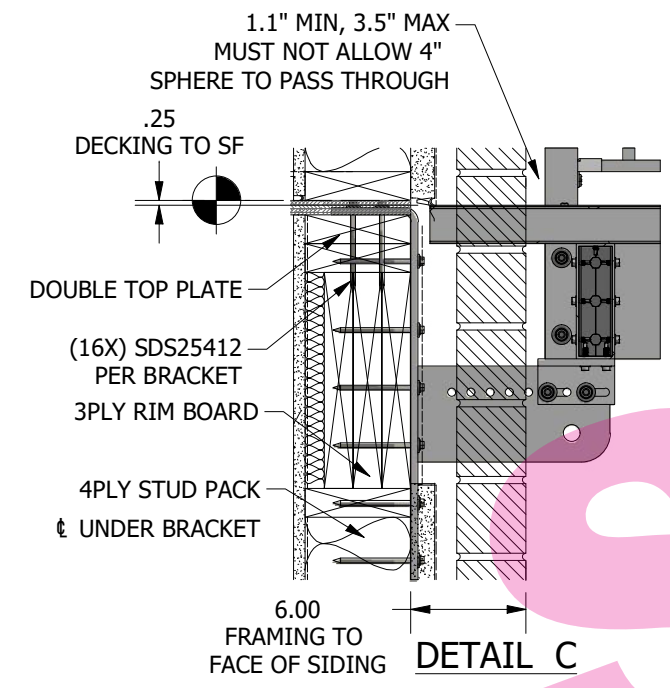 1.1" MIN, 3.5" MAX
MUST NOT ALLOW 4"
SPHERE TO PASS THROUGH
.25
DECKING TO SF
DOUBLE TOP PLATE
(16X) SDS25412
PER BRACKET
3PLY RIM BOARD
4PLY STUD PACK
℄ UNDER BRACKET
6.00
FRAMING TO
FACE OF SIDING
DETAIL C